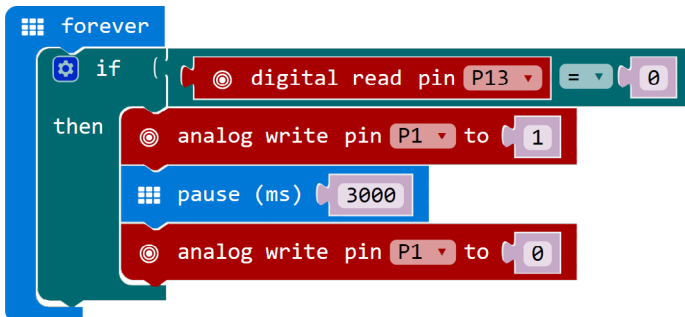 forever
if ( digital read pin P13 = 0
then analog write pin P1 to 1
pause (ms) 3000
analog write pin P1 to 0